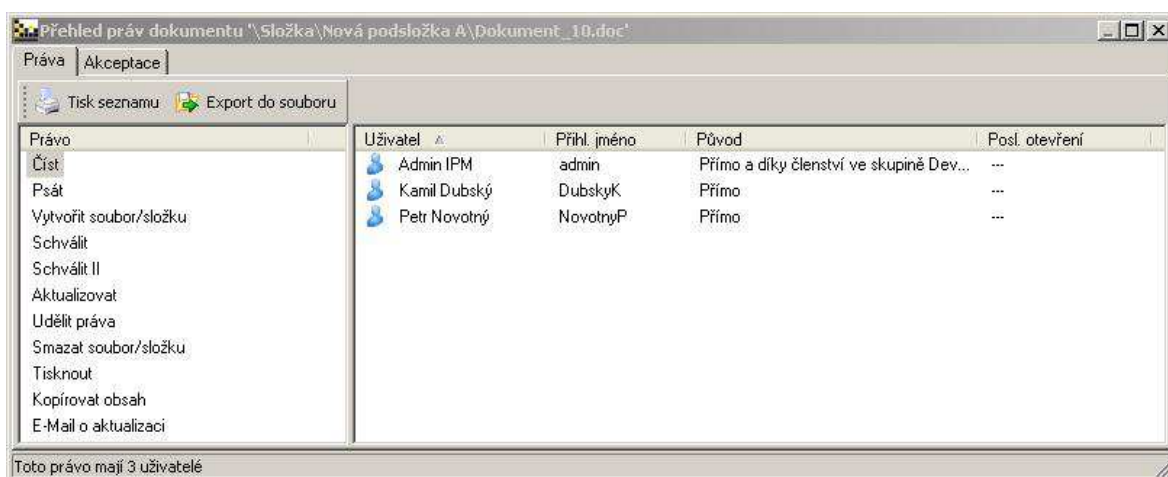 Přehled práv dokumentu '\Složka\Nová podsložka A\Dokument_10.doc'
Práva Akceptace
Tisk seznamu Export do souboru
Právo
Číst
Psát
Vytvořit soubor/složku
Schválit
Schválit II
Aktualizovat
Udělit práva
Smazat soubor/složku
Tisknout
Kopírovat obsah
E-Mail o aktualizaci
Uživatel Přihl. jméno Původ Posl. otevření
Admin IPM admin Přímo a díky členství ve skupině Dev... ---
Kamil Dubský DubskyK Přímo ---
Petr Novotný NovotnyP Přímo ---
Toto právo mají 3 uživatelé